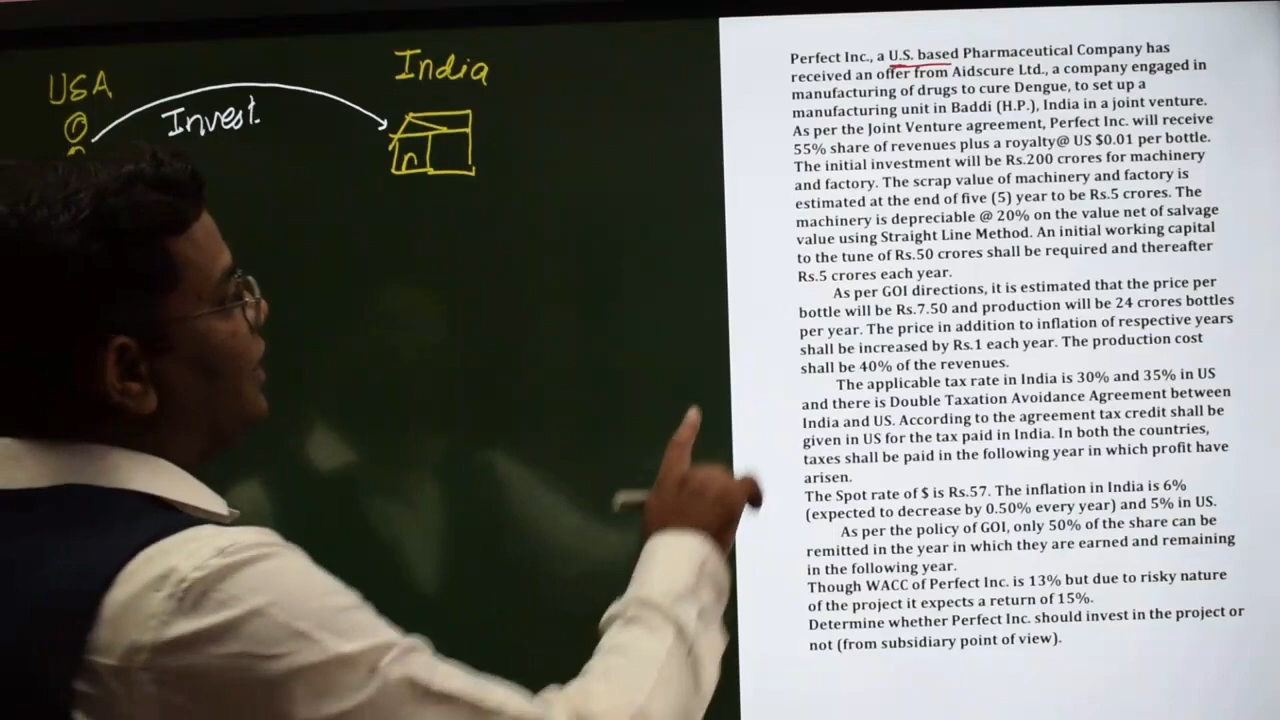 USA
Invest
India
Perfect Inc., a U.S. based Pharmaceutical Company has
received an offer from Aidscure Ltd., a company engaged in
manufacturing of drugs to cure Dengue, to set up a
manufacturing unit in Baddi (H.P.), India in a joint venture.
As per the Joint Venture agreement, Perfect Inc. will receive
55% share of revenues plus a royalty@ US $0.01 per bottle.
The initial investment will be Rs.200 crores for machinery
and factory. The scrap value of machinery and factory is
estimated at the end of five (5) year to be Rs.5 crores. The
machinery is depreciable @ 20% on the value net of salvage
value using Straight Line Method. An initial working capital
to the tune of Rs.50 crores shall be required and thereafter
Rs.5 crores each year.
As per GOI directions, it is estimated that the price per
bottle will be Rs.7.50 and production will be 24 crores bottles
per year. The price in addition to inflation of respective years
shall be increased by Rs.1 each year. The production cost
shall be 40% of the revenues.
The applicable tax rate in India is 30% and 35% in US
and there is Double Taxation Avoidance Agreement between
India and US. According to the agreement tax credit shall be
given in US for the tax paid in India. In both the countries,
taxes shall be paid in the following year in which profit have
arisen.
The Spot rate of $ is Rs.57. The inflation in India is 6%
(expected to decrease by 0.50% every year) and 5% in US.
As per the policy of GOI, only 50% of the share can be
remitted in the year in which they are earned and remaining
in the following year.
Though WACC of Perfect Inc. is 13% but due to risky nature
of the project it expects a return of 15%.
Determine whether Perfect Inc. should invest in the project or
not (from subsidiary point of view).